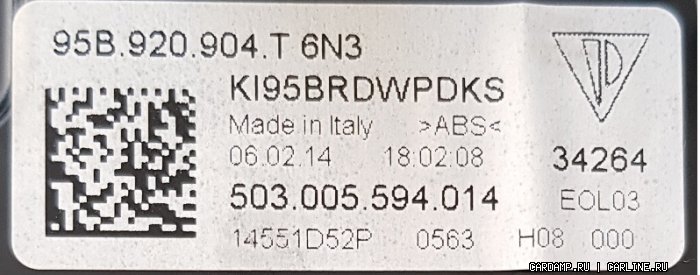 95B.920.904.T 6N3
KI95BRDWPDKS
Made in Italy >ABS<
06.02.14 18:02:08 34264
503.005.594.014 EOL03
14551D52P 0563 H08 000
CARDAMP.RU | CARLINE.RU